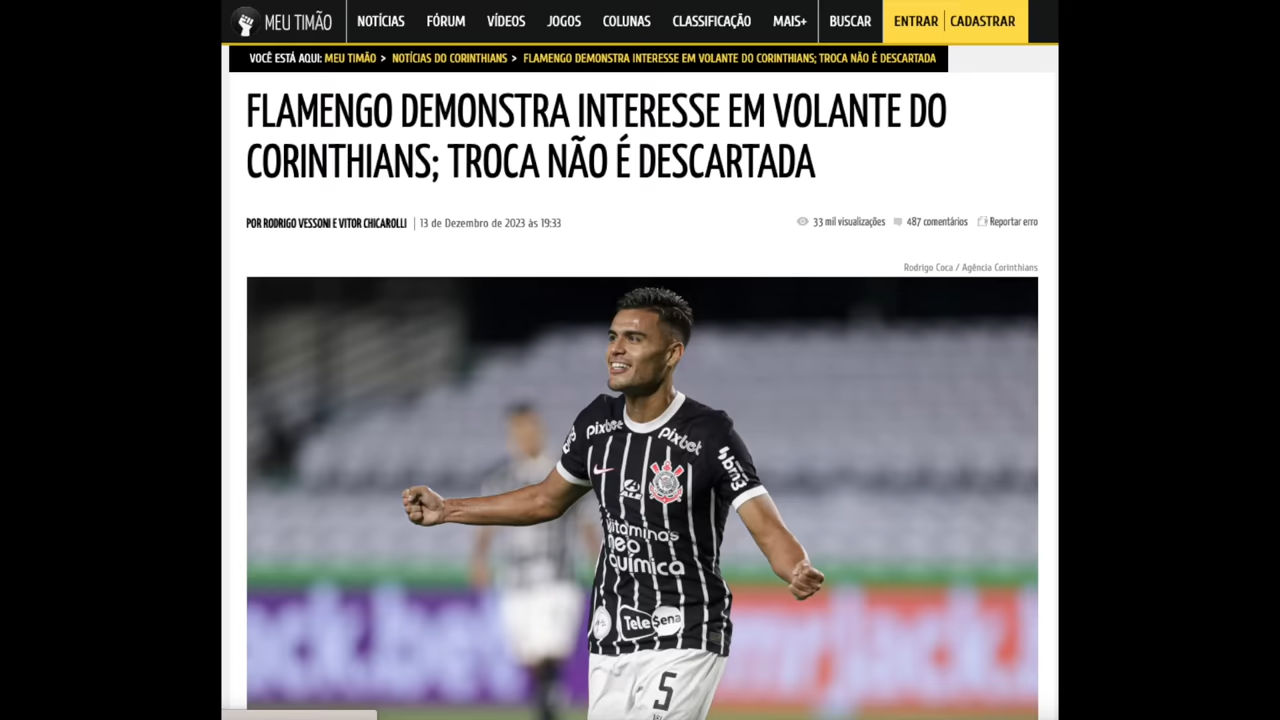 MEU TIMÃO NOTÍCIAS FÓRUM VÍDEOS JOGOS COLUNAS CLASSIFICAÇÃO MAIS+ BUSCAR ENTRAR CADASTRAR
VOCÊ ESTÁ AQUI: MEU TIMÃO > NOTÍCIAS DO CORINTHIANS > FLAMENGO DEMONSTRA INTERESSE EM VOLANTE DO CORINTHIANS; TROCA NÃO É DESCARTADA
FLAMENGO DEMONSTRA INTERESSE EM VOLANTE DO
CORINTHIANS; TROCA NÃO É DESCARTADA
POR RODRIGO VESSONI E VITOR CHICAROLLI | 13 de Dezembro de 2023 às 19:33 33 mil visualizações 487 comentários Reportar erro
Rodrigo Coca / Agência Corinthians
pixbet pixbet
bmg
ALE
vitaminas
neo
química
Tele Sena
5